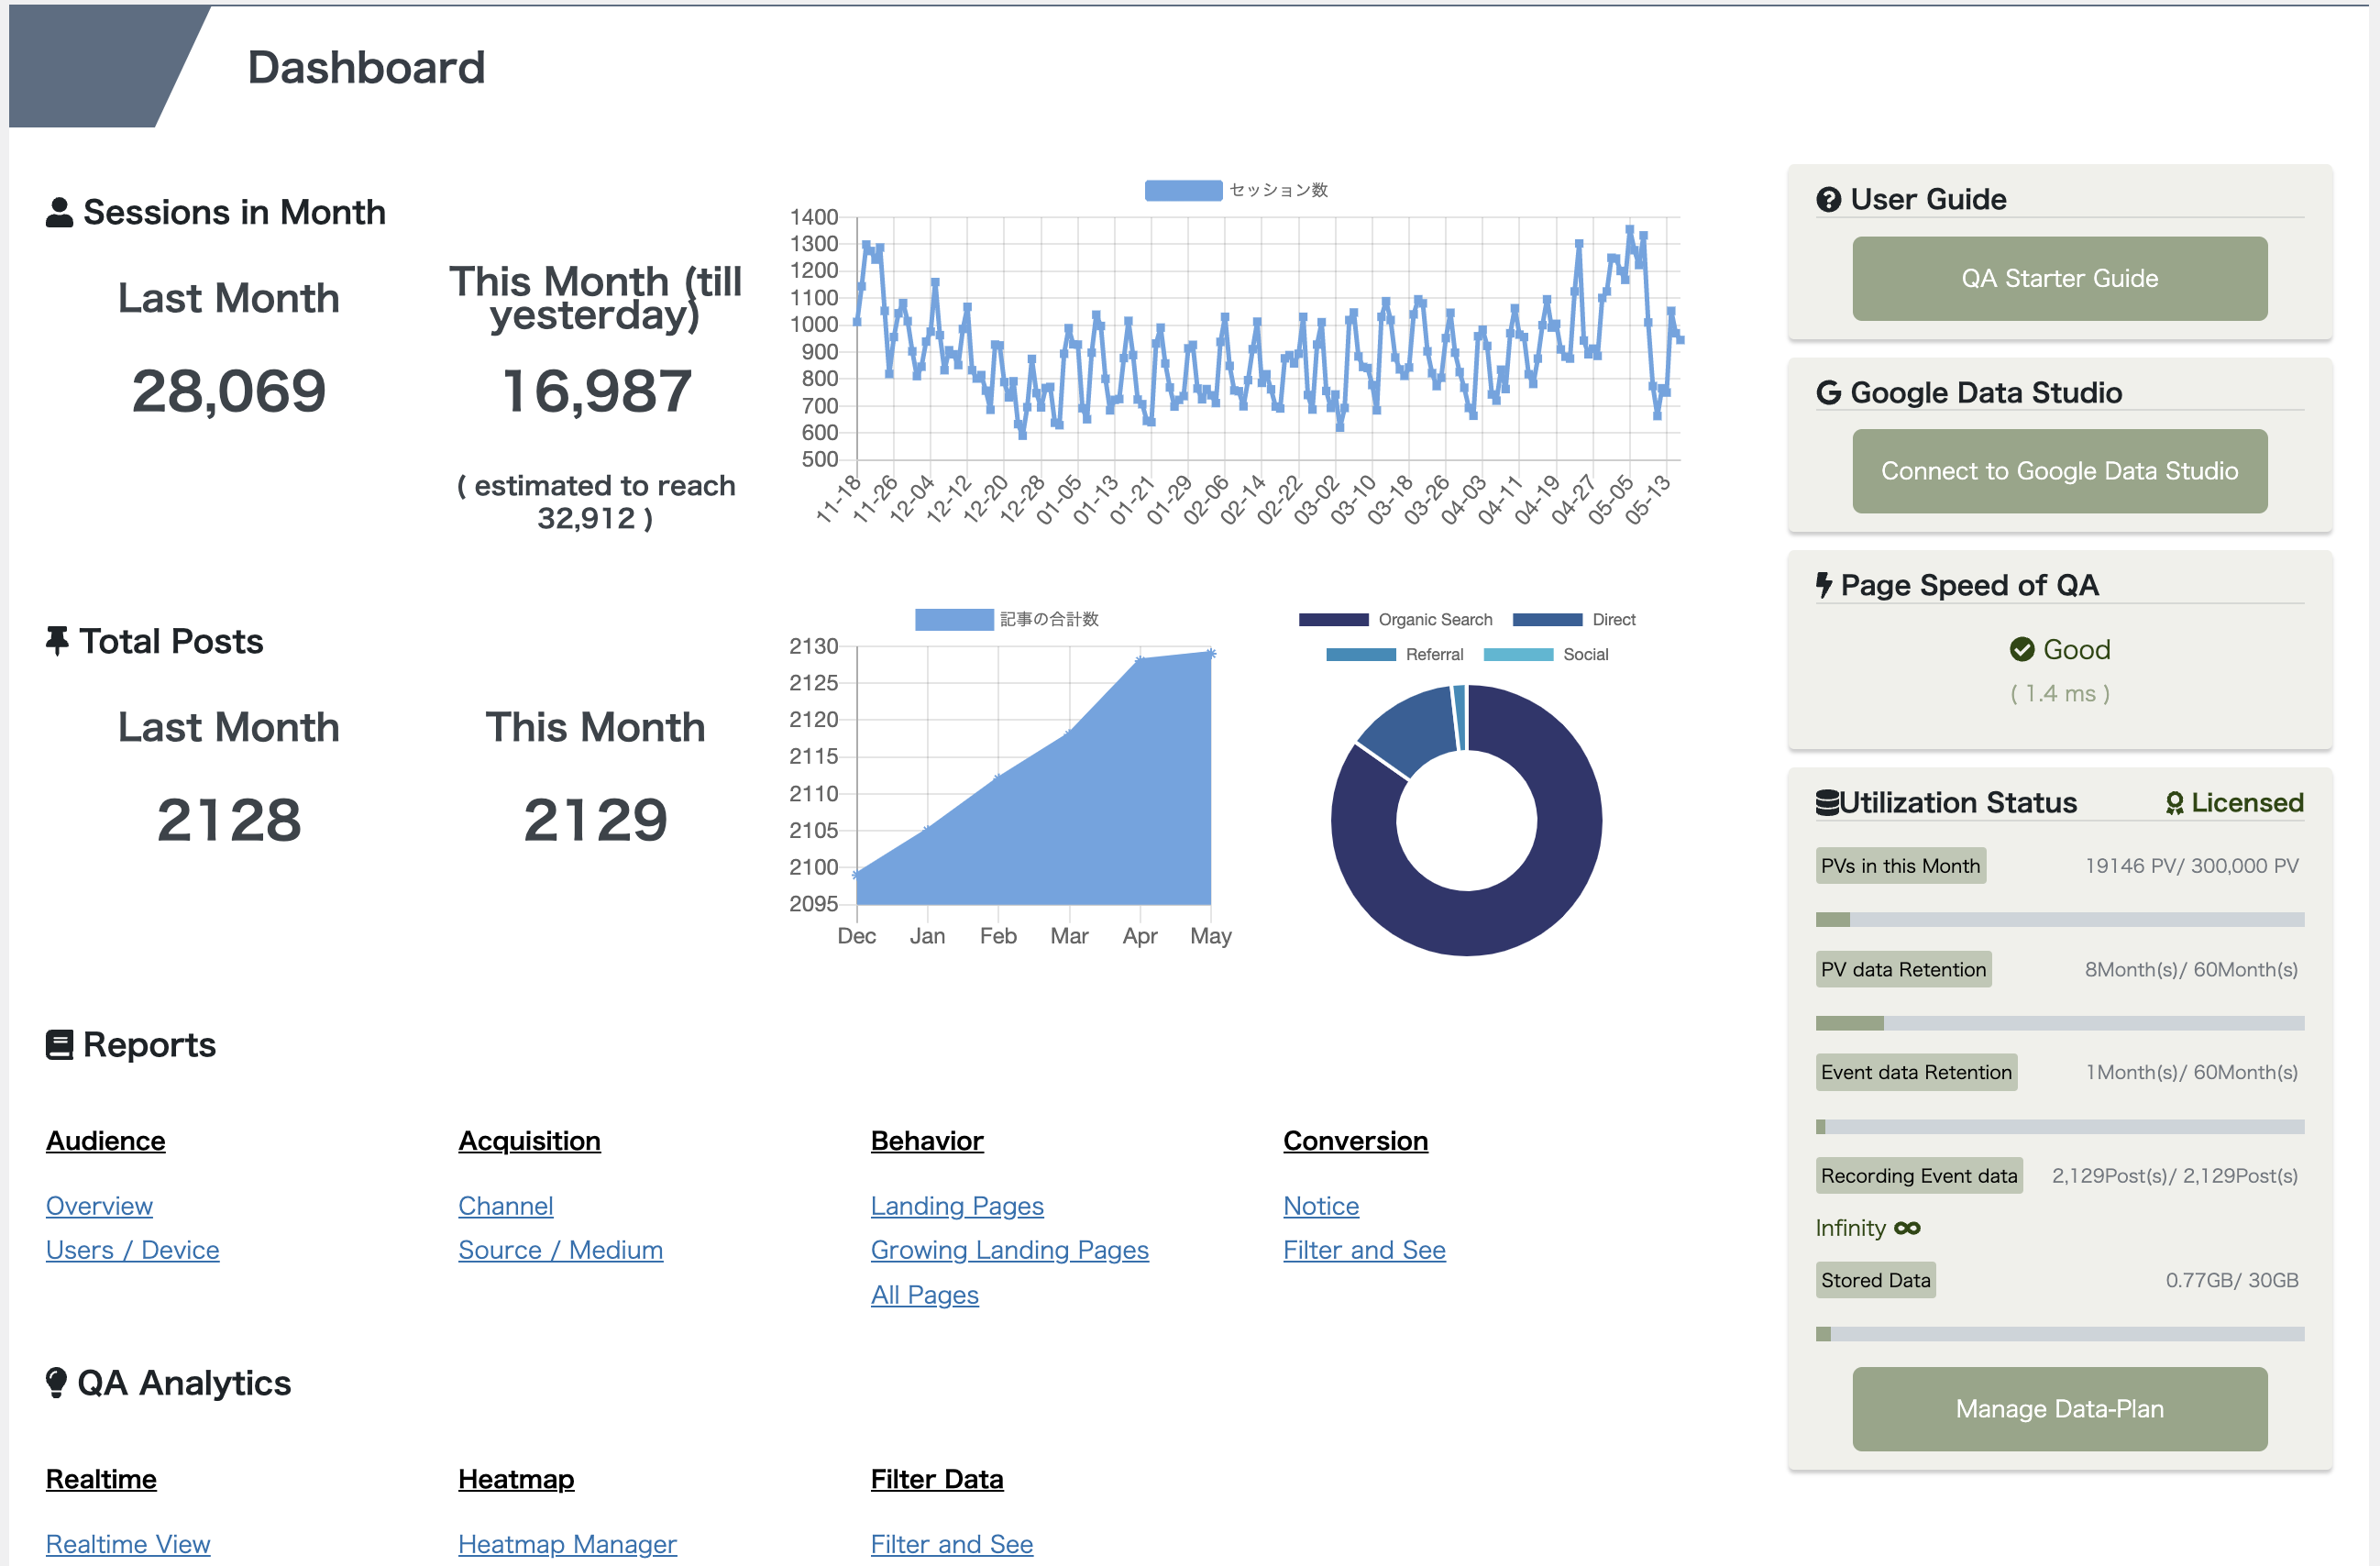 Dashboard
Sessions in Month
Last Month
28,069
This Month (till
yesterday)
16,987
( estimated to reach
32,912 )
セッション数
1400
1300
1200
1100
1000
900
800
700
600
500
11-18
11-26
12-04
12-12
12-20
12-28
01-05
01-13
01-21
01-29
02-06
02-14
02-22
03-02
03-10
03-18
03-26
04-03
04-11
04-19
04-27
05-05
05-13
Total Posts
Last Month
2128
This Month
2129
記事の合計数
2130
2125
2120
2115
2110
2105
2100
2095
Dec
Jan
Feb
Mar
Apr
May
Organic Search
Direct
Referral
Social
Reports
Audience
Overview
Users / Device
Acquisition
Channel
Source / Medium
Behavior
Landing Pages
Growing Landing Pages
All Pages
Conversion
Notice
Filter and See
QA Analytics
Realtime
Realtime View
Heatmap
Heatmap Manager
Filter Data
Filter and See
User Guide
QA Starter Guide
Google Data Studio
Connect to Google Data Studio
Page Speed of QA
Good
( 1.4 ms )
Utilization Status
Licensed
PVs in this Month
19146 PV/ 300,000 PV
PV data Retention
8Month(s)/ 60Month(s)
Event data Retention
1Month(s)/ 60Month(s)
Recording Event data
2,129Post(s)/ 2,129Post(s)
Infinity
Stored Data
0.77GB/ 30GB
Manage Data-Plan